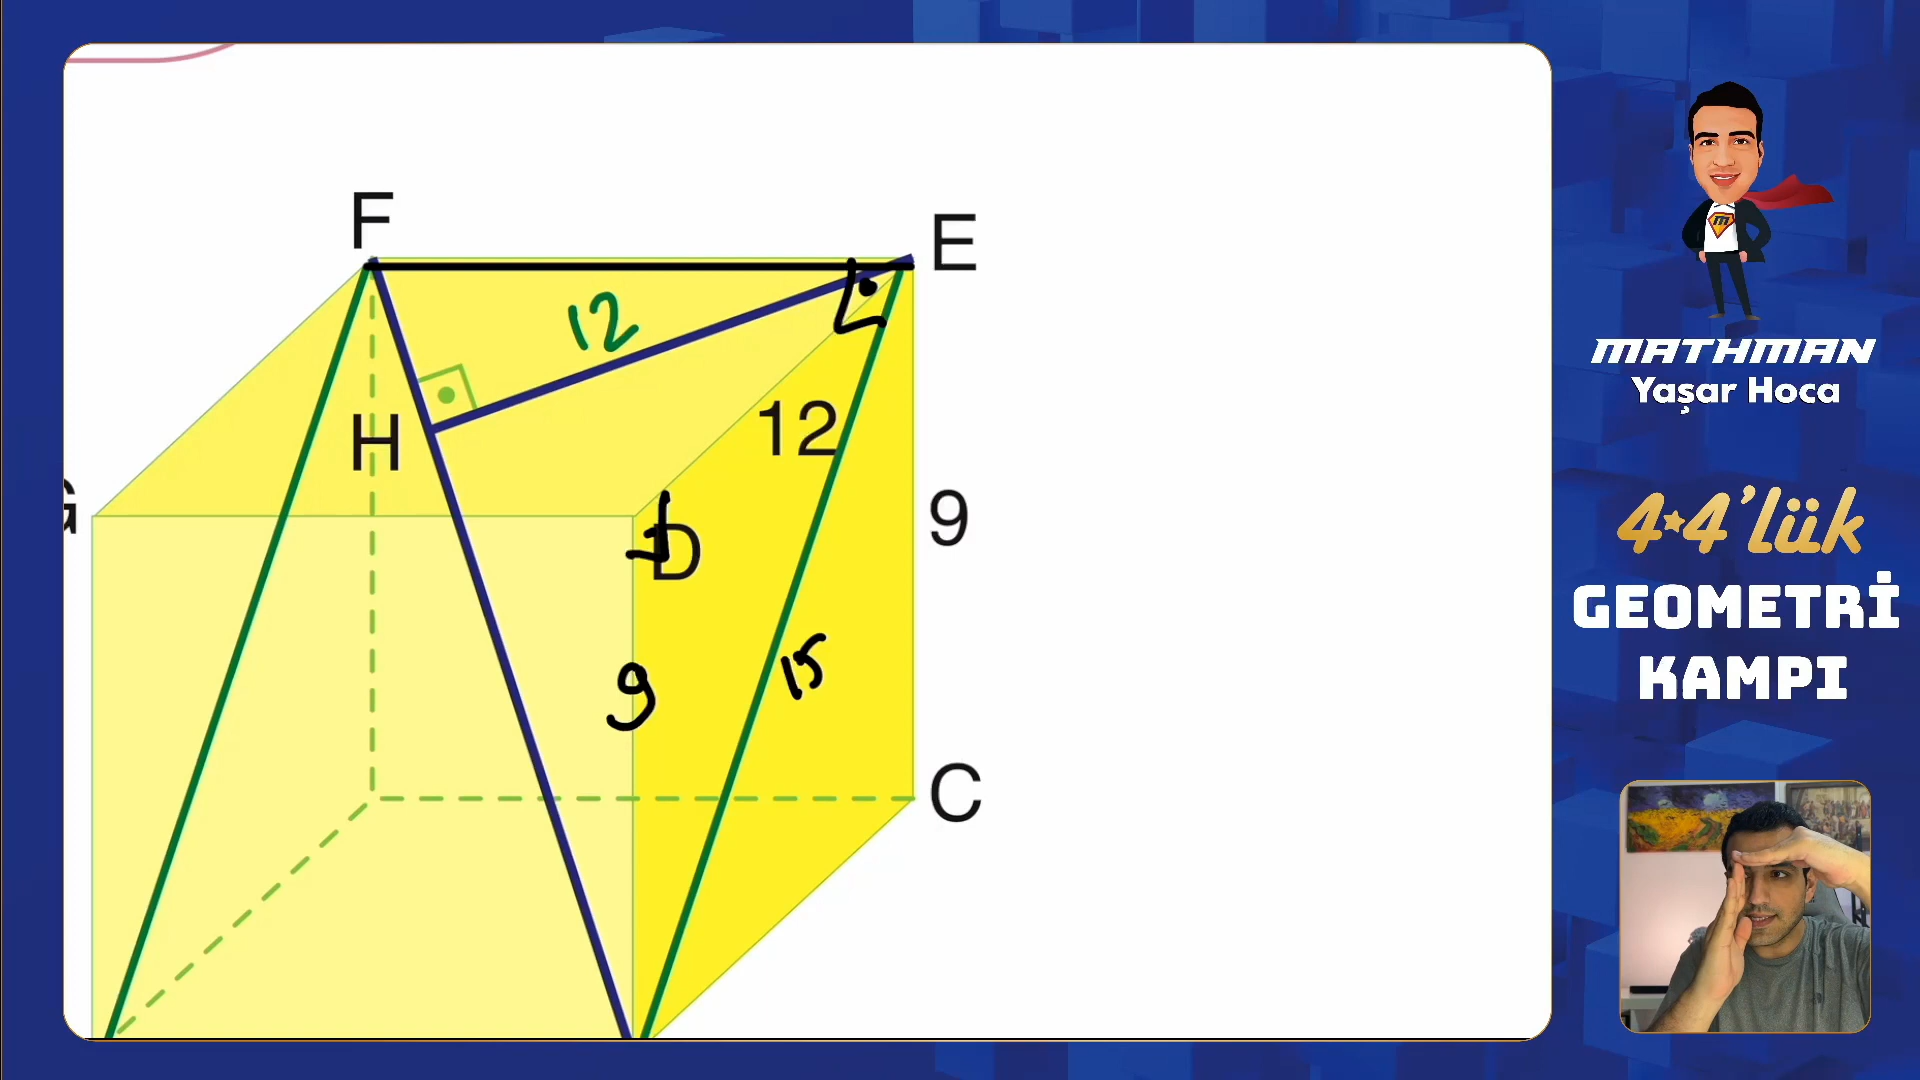 F
E
12
H
12
G
D
9
9
15
C
M
MATHMAN
Yaşar Hoca
4★4'lük
GEOMETRİ
KAMPI